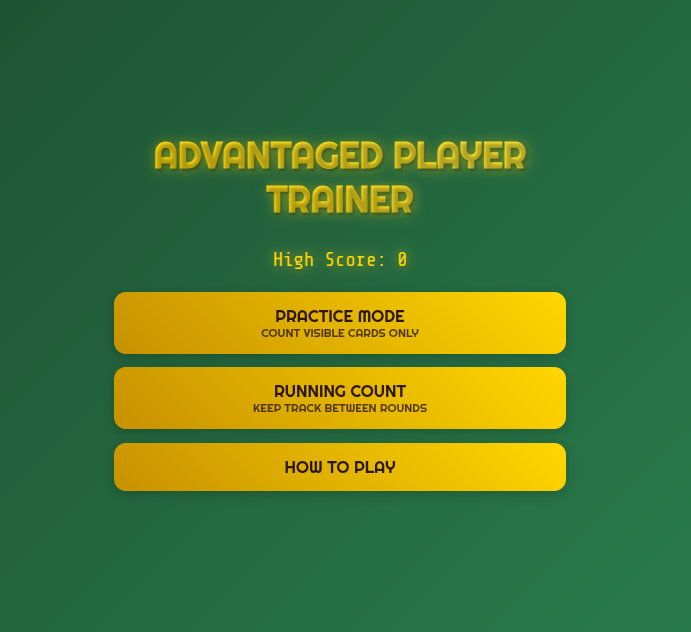 ADVANTAGED PLAYER
TRAINER
High Score: 0
PRACTICE MODE
COUNT VISIBLE CARDS ONLY
RUNNING COUNT
KEEP TRACK BETWEEN ROUNDS
HOW TO PLAY